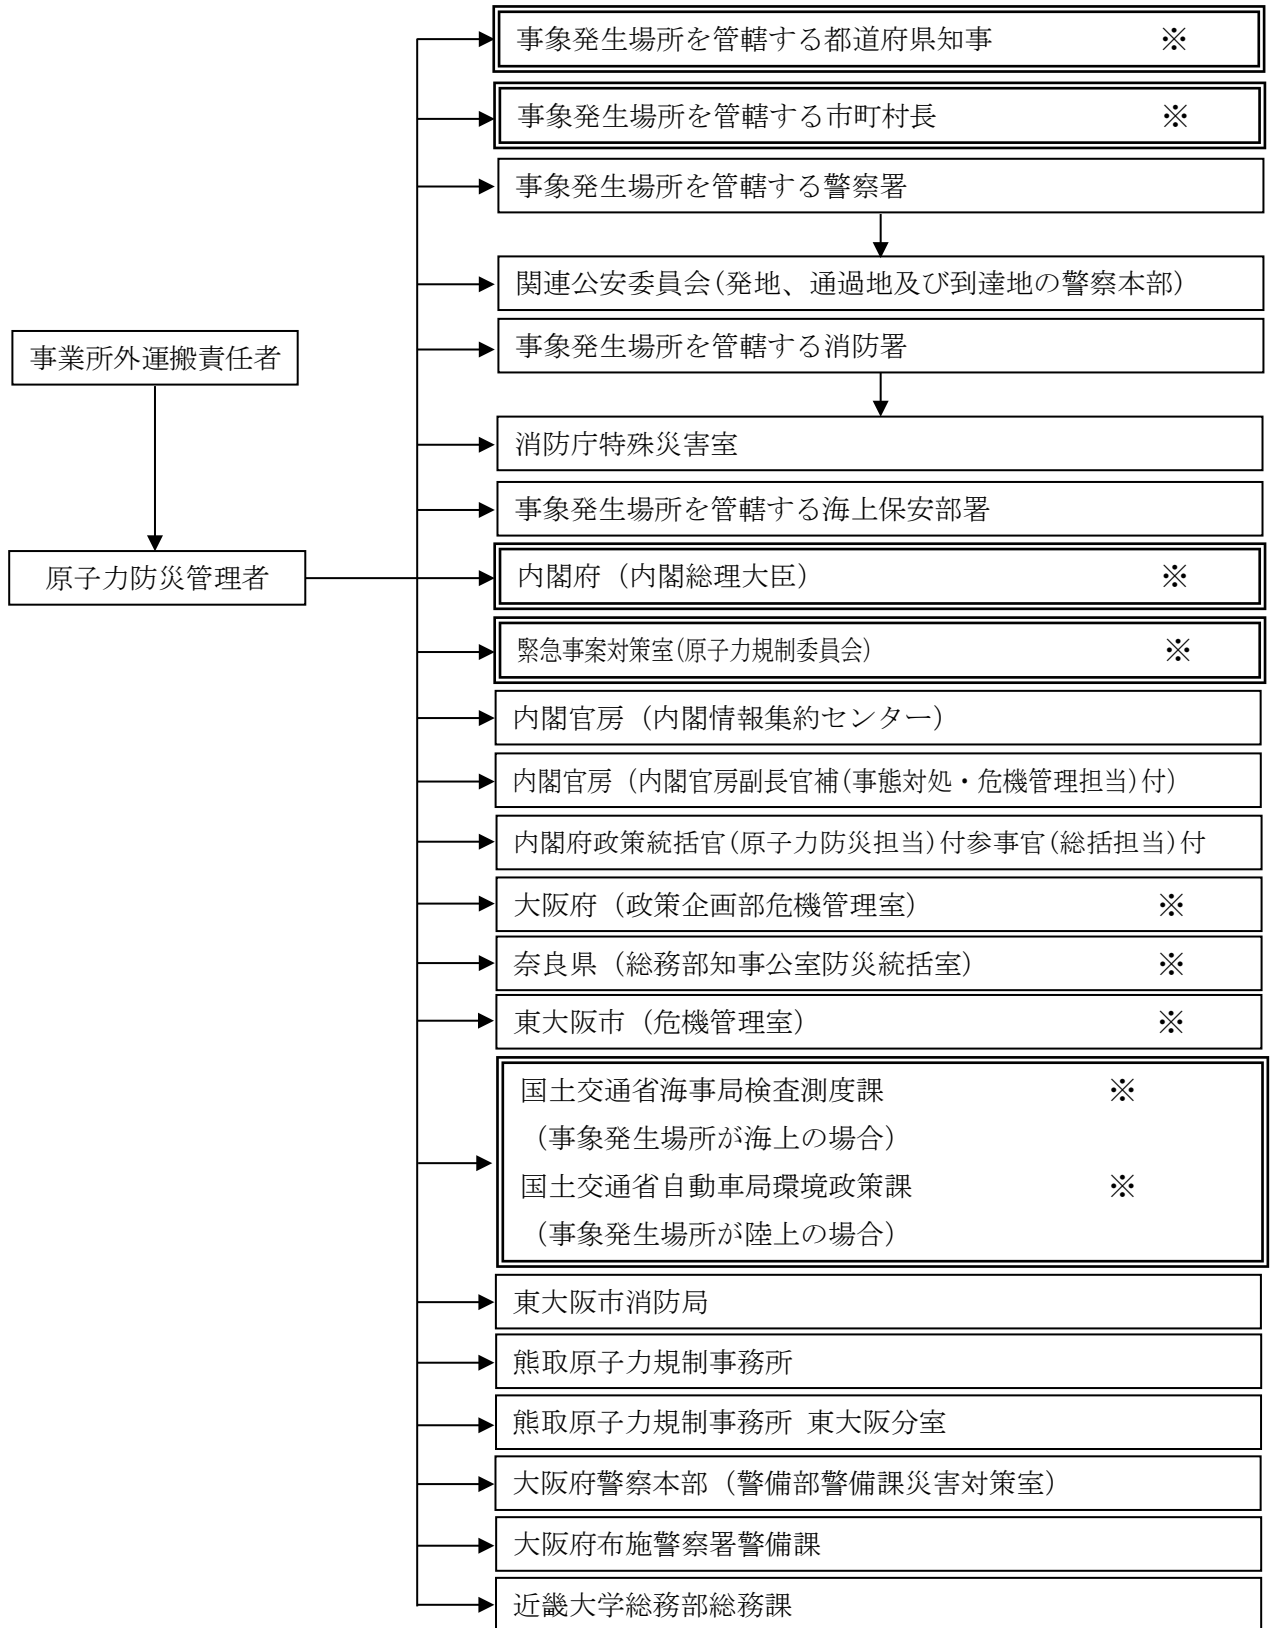 事象発生場所を管轄する都道府県知事 ※
事象発生場所を管轄する市町村長 ※
事象発生場所を管轄する警察署
関連公安委員会(発地、通過地及び到達地の警察本部)
事業所外運搬責任者
事象発生場所を管轄する消防署
消防庁特殊災害室
事象発生場所を管轄する海上保安部署
原子力防災管理者
内閣府（内閣総理大臣） ※
緊急事案対策室(原子力規制委員会) ※
内閣官房（内閣情報集約センター）
内閣官房（内閣官房副長官補(事態対処・危機管理担当)付）
内閣府政策統括官(原子力防災担当)付参事官(総括担当)付
大阪府（政策企画部危機管理室） ※
奈良県（総務部知事公室防災統括室） ※
東大阪市（危機管理室） ※
国土交通省海事局検査測度課 ※
（事象発生場所が海上の場合）
国土交通省自動車局環境政策課 ※
（事象発生場所が陸上の場合）
東大阪市消防局
熊取原子力規制事務所
熊取原子力規制事務所 東大阪分室
大阪府警察本部（警備部警備課災害対策室）
大阪府布施警察署警備課
近畿大学総務部総務課